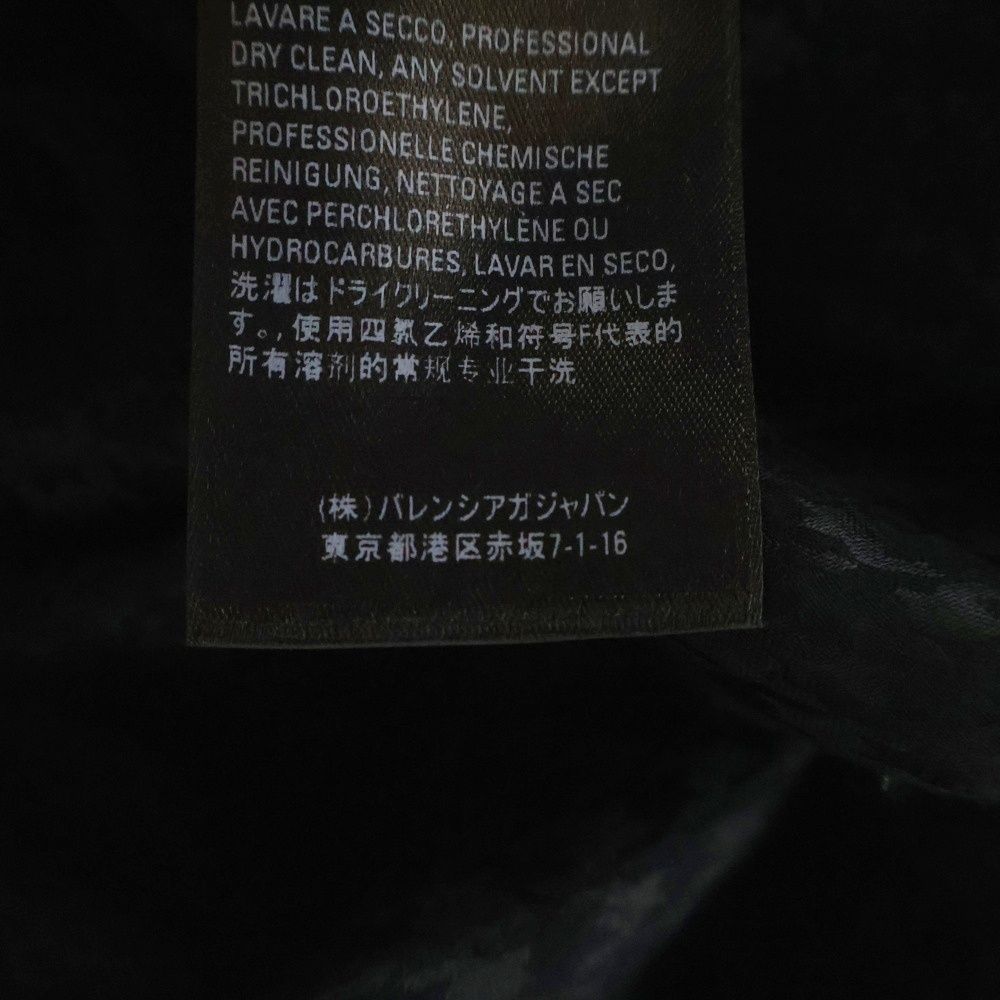 LAVARE A SECCO, PROFESSIONAL
DRY CLEAN, ANY SOLVENT EXCEPT
TRICHLOROETHYLENE,
PROFESSIONELLE CHEMISCHE
REINIGUNG, NETTOYAGE A SEC
AVEC PERCHLORETHYLÈNE OU
HYDROCARBURES, LAVAR EN SECO,
洗濯はドライクリーニングでお願いしま
す。, 使用四氯乙烯和符号F代表的
所有溶剂的常规专业干洗
(株)バレンシアガジャパン
東京都港区赤坂7-1-16